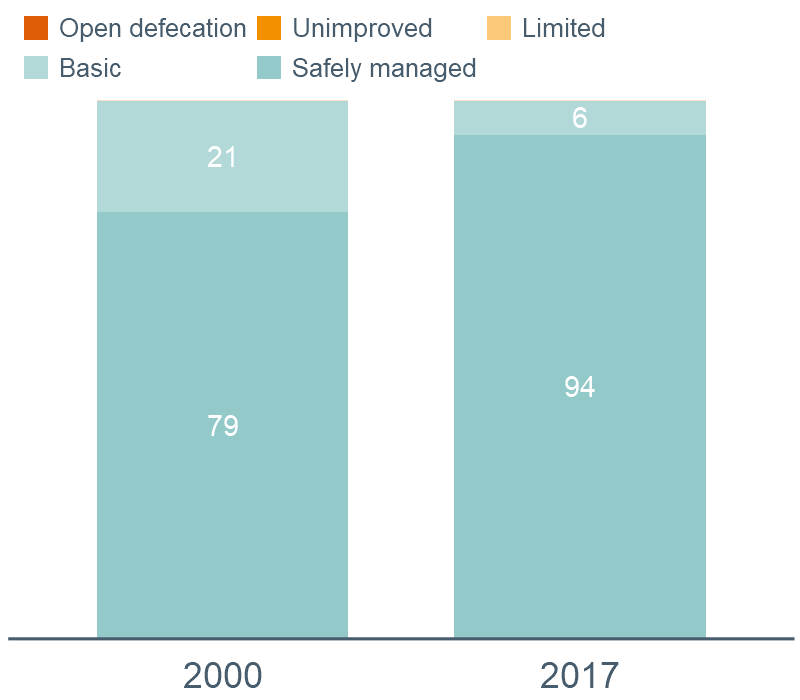 Open defecation Unimproved Limited
Basic Safely managed
21 6
79 94
2000 2017